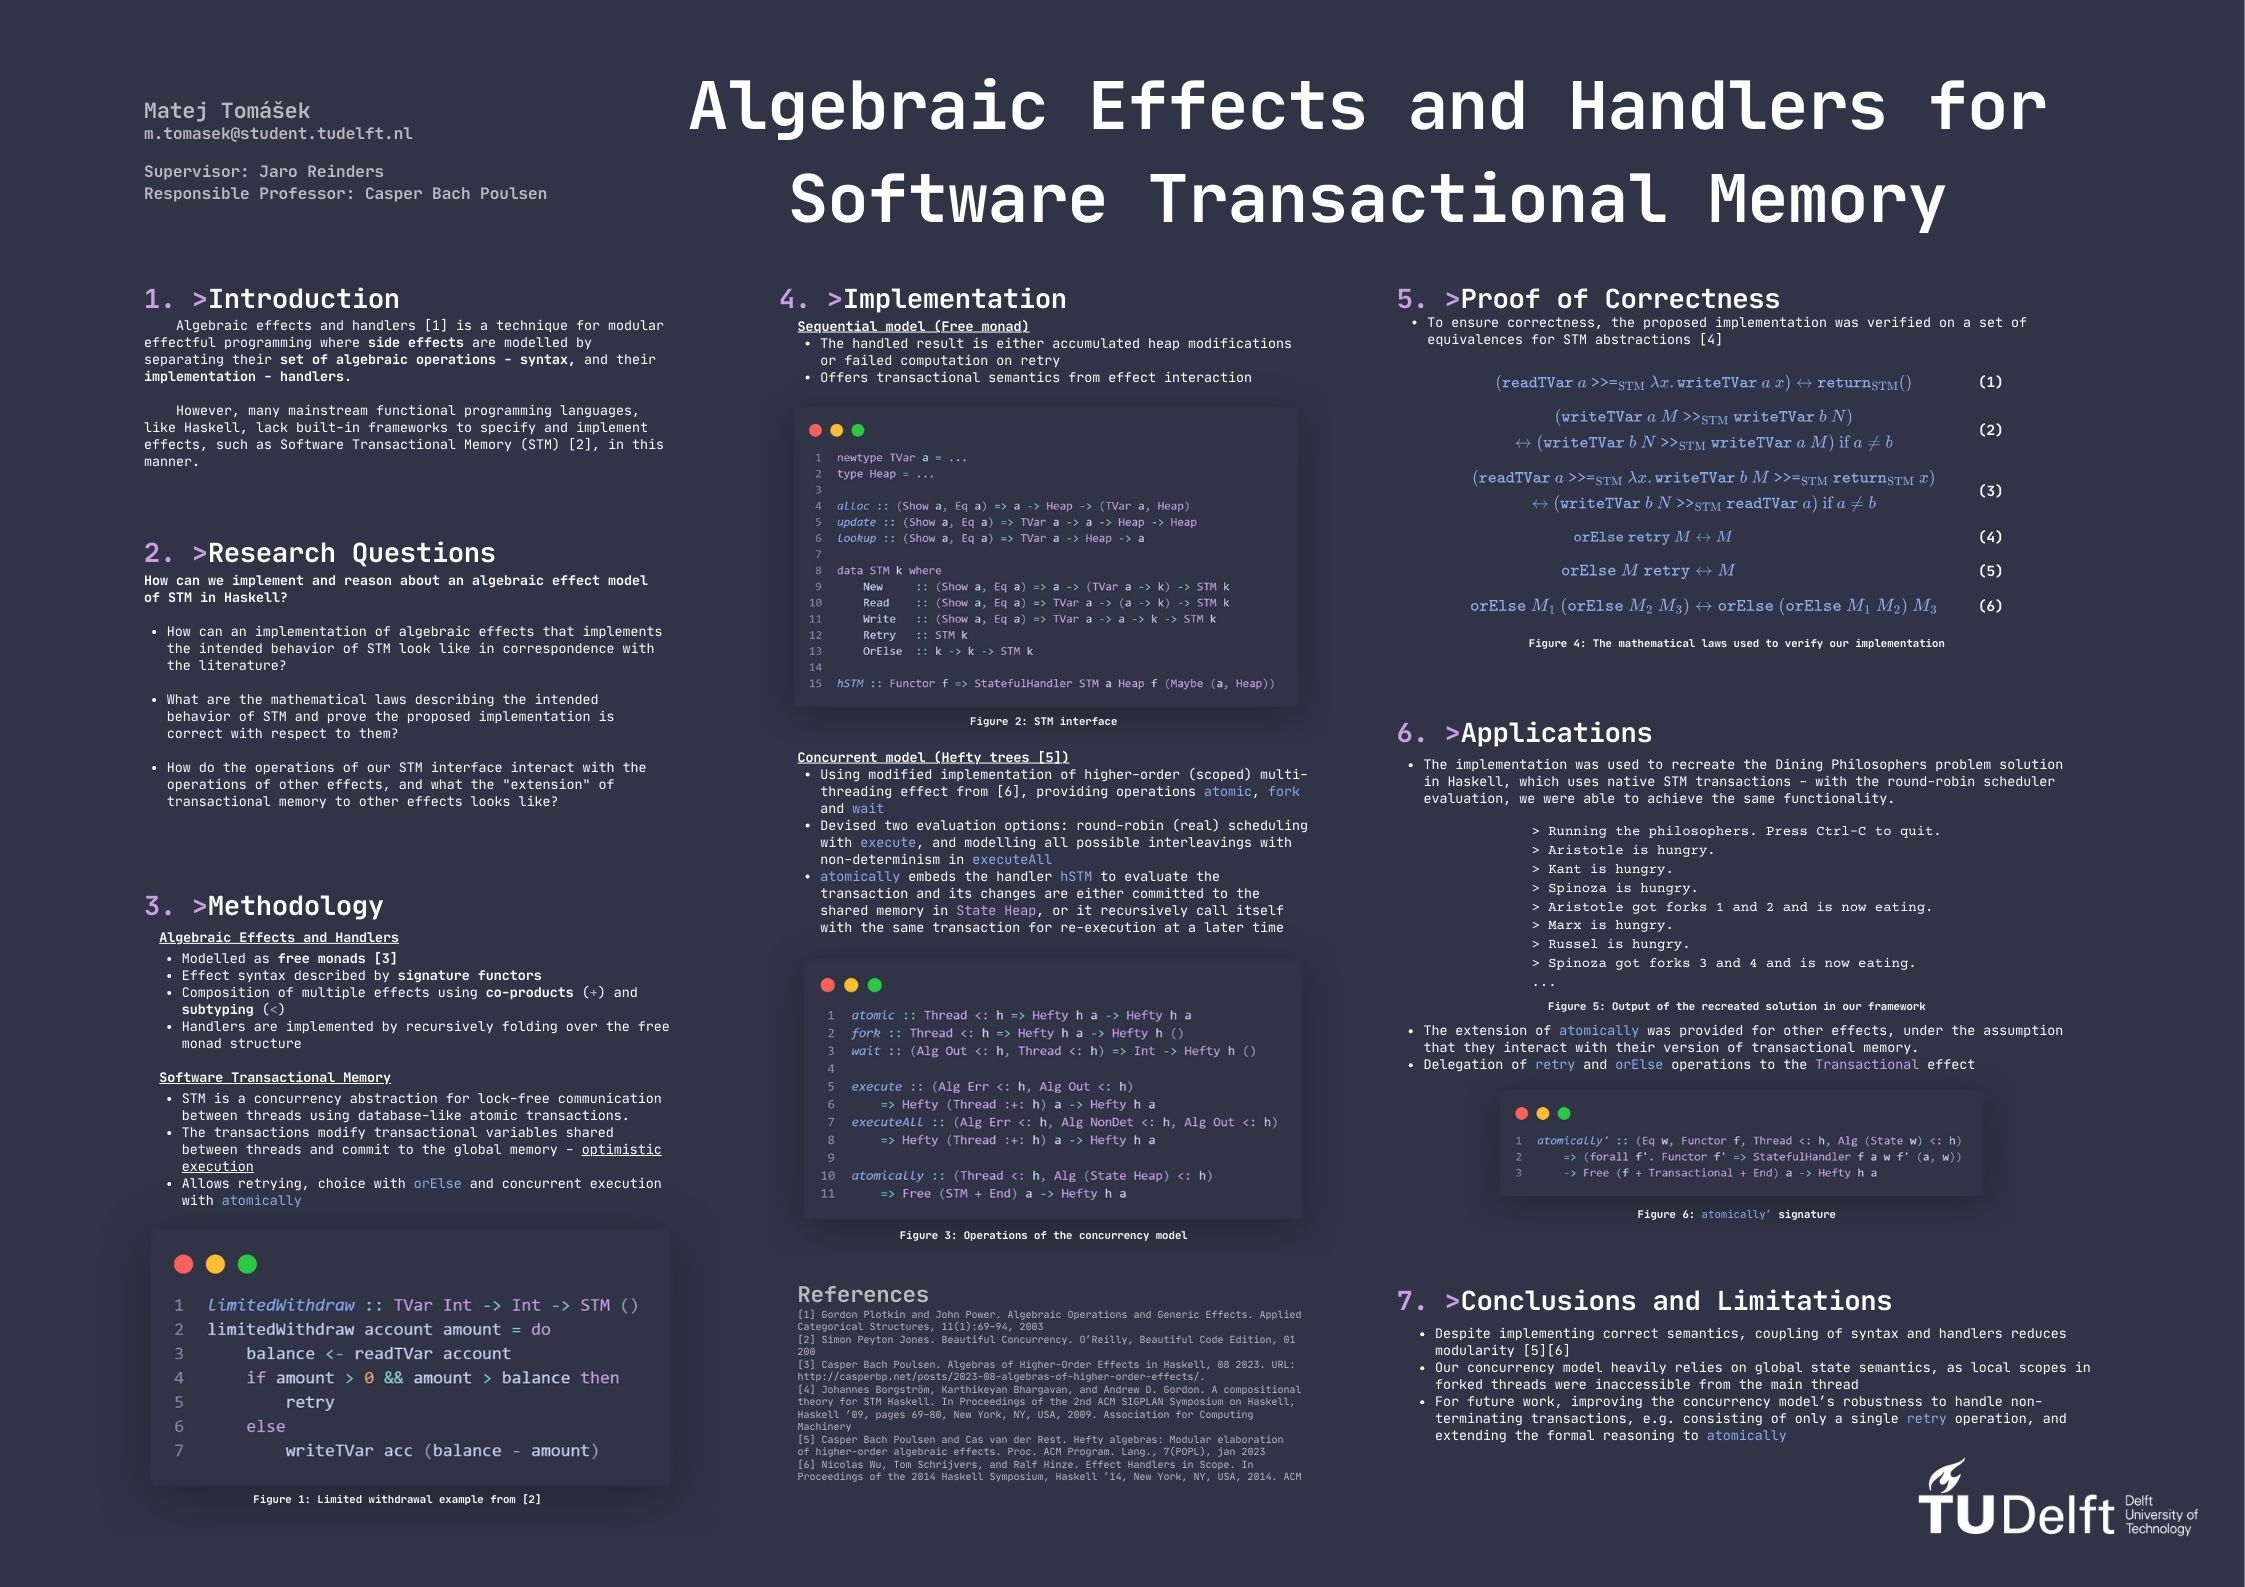 Matej Tomášek
m.tomasek@student.tudelft.nl
Supervisor: Jaro Reinders
Responsible Professor: Casper Bach Poulsen
Algebraic Effects and Handlers for
Software Transactional Memory
1. >Introduction
Algebraic effects and handlers [1] is a technique for modular
effectful programming where side effects are modelled by
separating their set of algebraic operations - syntax, and their
implementation - handlers.
However, many mainstream functional programming languages,
like Haskell, lack built-in frameworks to specify and implement
effects, such as Software Transactional Memory (STM) [2], in this
manner.
2. >Research Questions
How can we implement and reason about an algebraic effect model
of STM in Haskell?
• How can an implementation of algebraic effects that implements
the intended behavior of STM look like in correspondence with
the literature?
• What are the mathematical laws describing the intended
behavior of STM and prove the proposed implementation is
correct with respect to them?
• How do the operations of our STM interface interact with the
operations of other effects, and what the "extension" of
transactional memory to other effects looks like?
3. >Methodology
Algebraic Effects and Handlers
• Modelled as free monads [3]
• Effect syntax described by signature functors
• Composition of multiple effects using co-products (+) and
subtyping (<)
• Handlers are implemented by recursively folding over the free
monad structure
Software Transactional Memory
• STM is a concurrency abstraction for lock-free communication
between threads using database-like atomic transactions.
• The transactions modify transactional variables shared
between threads and commit to the global memory - optimistic
execution
• Allows retrying, choice with orElse and concurrent execution
with atomically
1 limitedWithdraw :: TVar Int -> Int -> STM ()
2 limitedWithdraw account amount = do
3     balance <- readTVar account
4     if amount > 0 && amount > balance then
5         retry
6     else
7         writeTVar acc (balance - amount)
Figure 1: Limited withdrawal example from [2]
4. >Implementation
Sequential model (Free monad)
• The handled result is either accumulated heap modifications
or failed computation on retry
• Offers transactional semantics from effect interaction
1 newtype TVar a = ...
2 type Heap = ...
3
4 alloc :: (Show a, Eq a) => a -> Heap -> (TVar a, Heap)
5 update :: (Show a, Eq a) => TVar a -> a -> Heap -> Heap
6 lookup :: (Show a, Eq a) => TVar a -> Heap -> a
7
8 data STM k where
9     New    :: (Show a, Eq a) => a -> (TVar a -> k) -> STM k
10     Read   :: (Show a, Eq a) => TVar a -> (a -> k) -> STM k
11     Write  :: (Show a, Eq a) => TVar a -> a -> k -> STM k
12     Retry  :: STM k
13     OrElse :: k -> k -> STM k
14
15 hSTM :: Functor f => StatefulHandler STM a Heap f (Maybe (a, Heap))
Figure 2: STM interface
Concurrent model (Hefty trees [5])
• Using modified implementation of higher-order (scoped) multi-
threading effect from [6], providing operations atomic, fork
and wait
• Devised two evaluation options: round-robin (real) scheduling
with execute, and modelling all possible interleavings with
non-determinism in executeAll
• atomically embeds the handler hSTM to evaluate the
transaction and its changes are either committed to the
shared memory in State Heap, or it recursively call itself
with the same transaction for re-execution at a later time
1 atomic :: Thread <: h => Hefty h a -> Hefty h a
2 fork :: Thread <: h => Hefty h a -> Hefty h ()
3 wait :: (Alg Out <: h, Thread <: h) => Int -> Hefty h ()
4
5 execute :: (Alg Err <: h, Alg Out <: h)
6     => Hefty (Thread :+: h) a -> Hefty h a
7 executeAll :: (Alg Err <: h, Alg NonDet <: h, Alg Out <: h)
8     => Hefty (Thread :+: h) a -> Hefty h a
9
10 atomically :: (Thread <: h, Alg (State Heap) <: h)
11     => Free (STM + End) a -> Hefty h a
Figure 3: Operations of the concurrency model
References
[1] Gordon Plotkin and John Power. Algebraic Operations and Generic Effects. Applied
Categorical Structures, 11(1):69-94, 2003
[2] Simon Peyton Jones. Beautiful Concurrency. O’Reilly, Beautiful Code Edition, 01
200
[3] Casper Bach Poulsen. Algebras of Higher-Order Effects in Haskell, 08 2023. URL:
http://casperbp.net/posts/2023-08-algebras-of-higher-order-effects/.
[4] Johannes Borgström, Karthikeyan Bhargavan, and Andrew D. Gordon. A compositional
theory for STM Haskell. In Proceedings of the 2nd ACM SIGPLAN Symposium on Haskell,
Haskell ’09, pages 69-80, New York, NY, USA, 2009. Association for Computing
Machinery
[5] Casper Bach Poulsen and Cas van der Rest. Hefty algebras: Modular elaboration
of higher-order algebraic effects. Proc. ACM Program. Lang., 7(POPL), jan 2023
[6] Nicolas Wu, Tom Schrijvers, and Ralf Hinze. Effect Handlers in Scope. In
Proceedings of the 2014 Haskell Symposium, Haskell ’14, New York, NY, USA, 2014. ACM
5. >Proof of Correctness
• To ensure correctness, the proposed implementation was verified on a set of
equivalences for STM abstractions [4]
(readTVar a >>=STM λx. writeTVar a x) ↔ returnSTM() (1)
(writeTVar a M >>STM writeTVar b N)
↔ (writeTVar b N >>STM writeTVar a M) if a ≠ b (2)
(readTVar a >>=STM λx. writeTVar b M >>=STM returnSTM x)
↔ (writeTVar b N >>STM readTVar a) if a ≠ b (3)
orElse retry M ↔ M (4)
orElse M retry ↔ M (5)
orElse M1 (orElse M2 M3) ↔ orElse (orElse M1 M2) M3 (6)
Figure 4: The mathematical laws used to verify our implementation
6. >Applications
• The implementation was used to recreate the Dining Philosophers problem solution
in Haskell, which uses native STM transactions - with the round-robin scheduler
evaluation, we were able to achieve the same functionality.
> Running the philosophers. Press Ctrl-C to quit.
> Aristotle is hungry.
> Kant is hungry.
> Spinoza is hungry.
> Aristotle got forks 1 and 2 and is now eating.
> Marx is hungry.
> Russel is hungry.
> Spinoza got forks 3 and 4 and is now eating.
...
Figure 5: Output of the recreated solution in our framework
• The extension of atomically was provided for other effects, under the assumption
that they interact with their version of transactional memory.
• Delegation of retry and orElse operations to the Transactional effect
1 atomically' :: (Eq w, Functor f, Thread <: h, Alg (State w) <: h)
2     => (forall f'. Functor f' => StatefulHandler f a w f' (a, w))
3     -> Free (f + Transactional + End) a -> Hefty h a
Figure 6: atomically’ signature
7. >Conclusions and Limitations
• Despite implementing correct semantics, coupling of syntax and handlers reduces
modularity [5][6]
• Our concurrency model heavily relies on global state semantics, as local scopes in
forked threads were inaccessible from the main thread
• For future work, improving the concurrency model’s robustness to handle non-
terminating transactions, e.g. consisting of only a single retry operation, and
extending the formal reasoning to atomically
TUDelft
Delft
University of
Technology